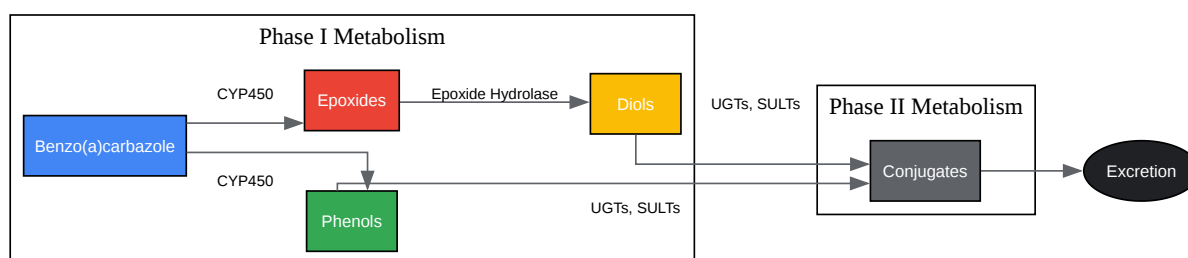 Phase I Metabolism
CYP450
Epoxides
Epoxide Hydrolase
Diols
UGTs, SULTs
Phase II Metabolism
Benzo(a)carbazole
CYP450
Phenols
UGTs, SULTs
Conjugates
Excretion